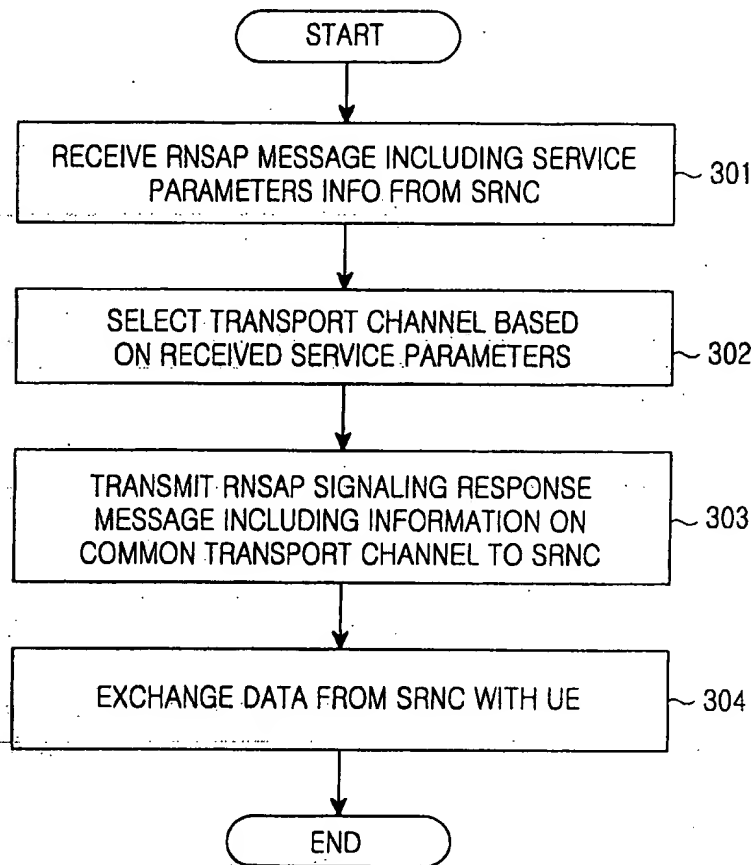 START
RECEIVE RNSAP MESSAGE INCLUDING SERVICE
PARAMETERS INFO FROM SRNC
301
SELECT TRANSPORT CHANNEL BASED
ON RECEIVED SERVICE PARAMETERS
302
TRANSMIT RNSAP SIGNALING RESPONSE
MESSAGE INCLUDING INFORMATION ON
COMMON TRANSPORT CHANNEL TO SRNC
303
EXCHANGE DATA FROM SRNC WITH UE
304
END